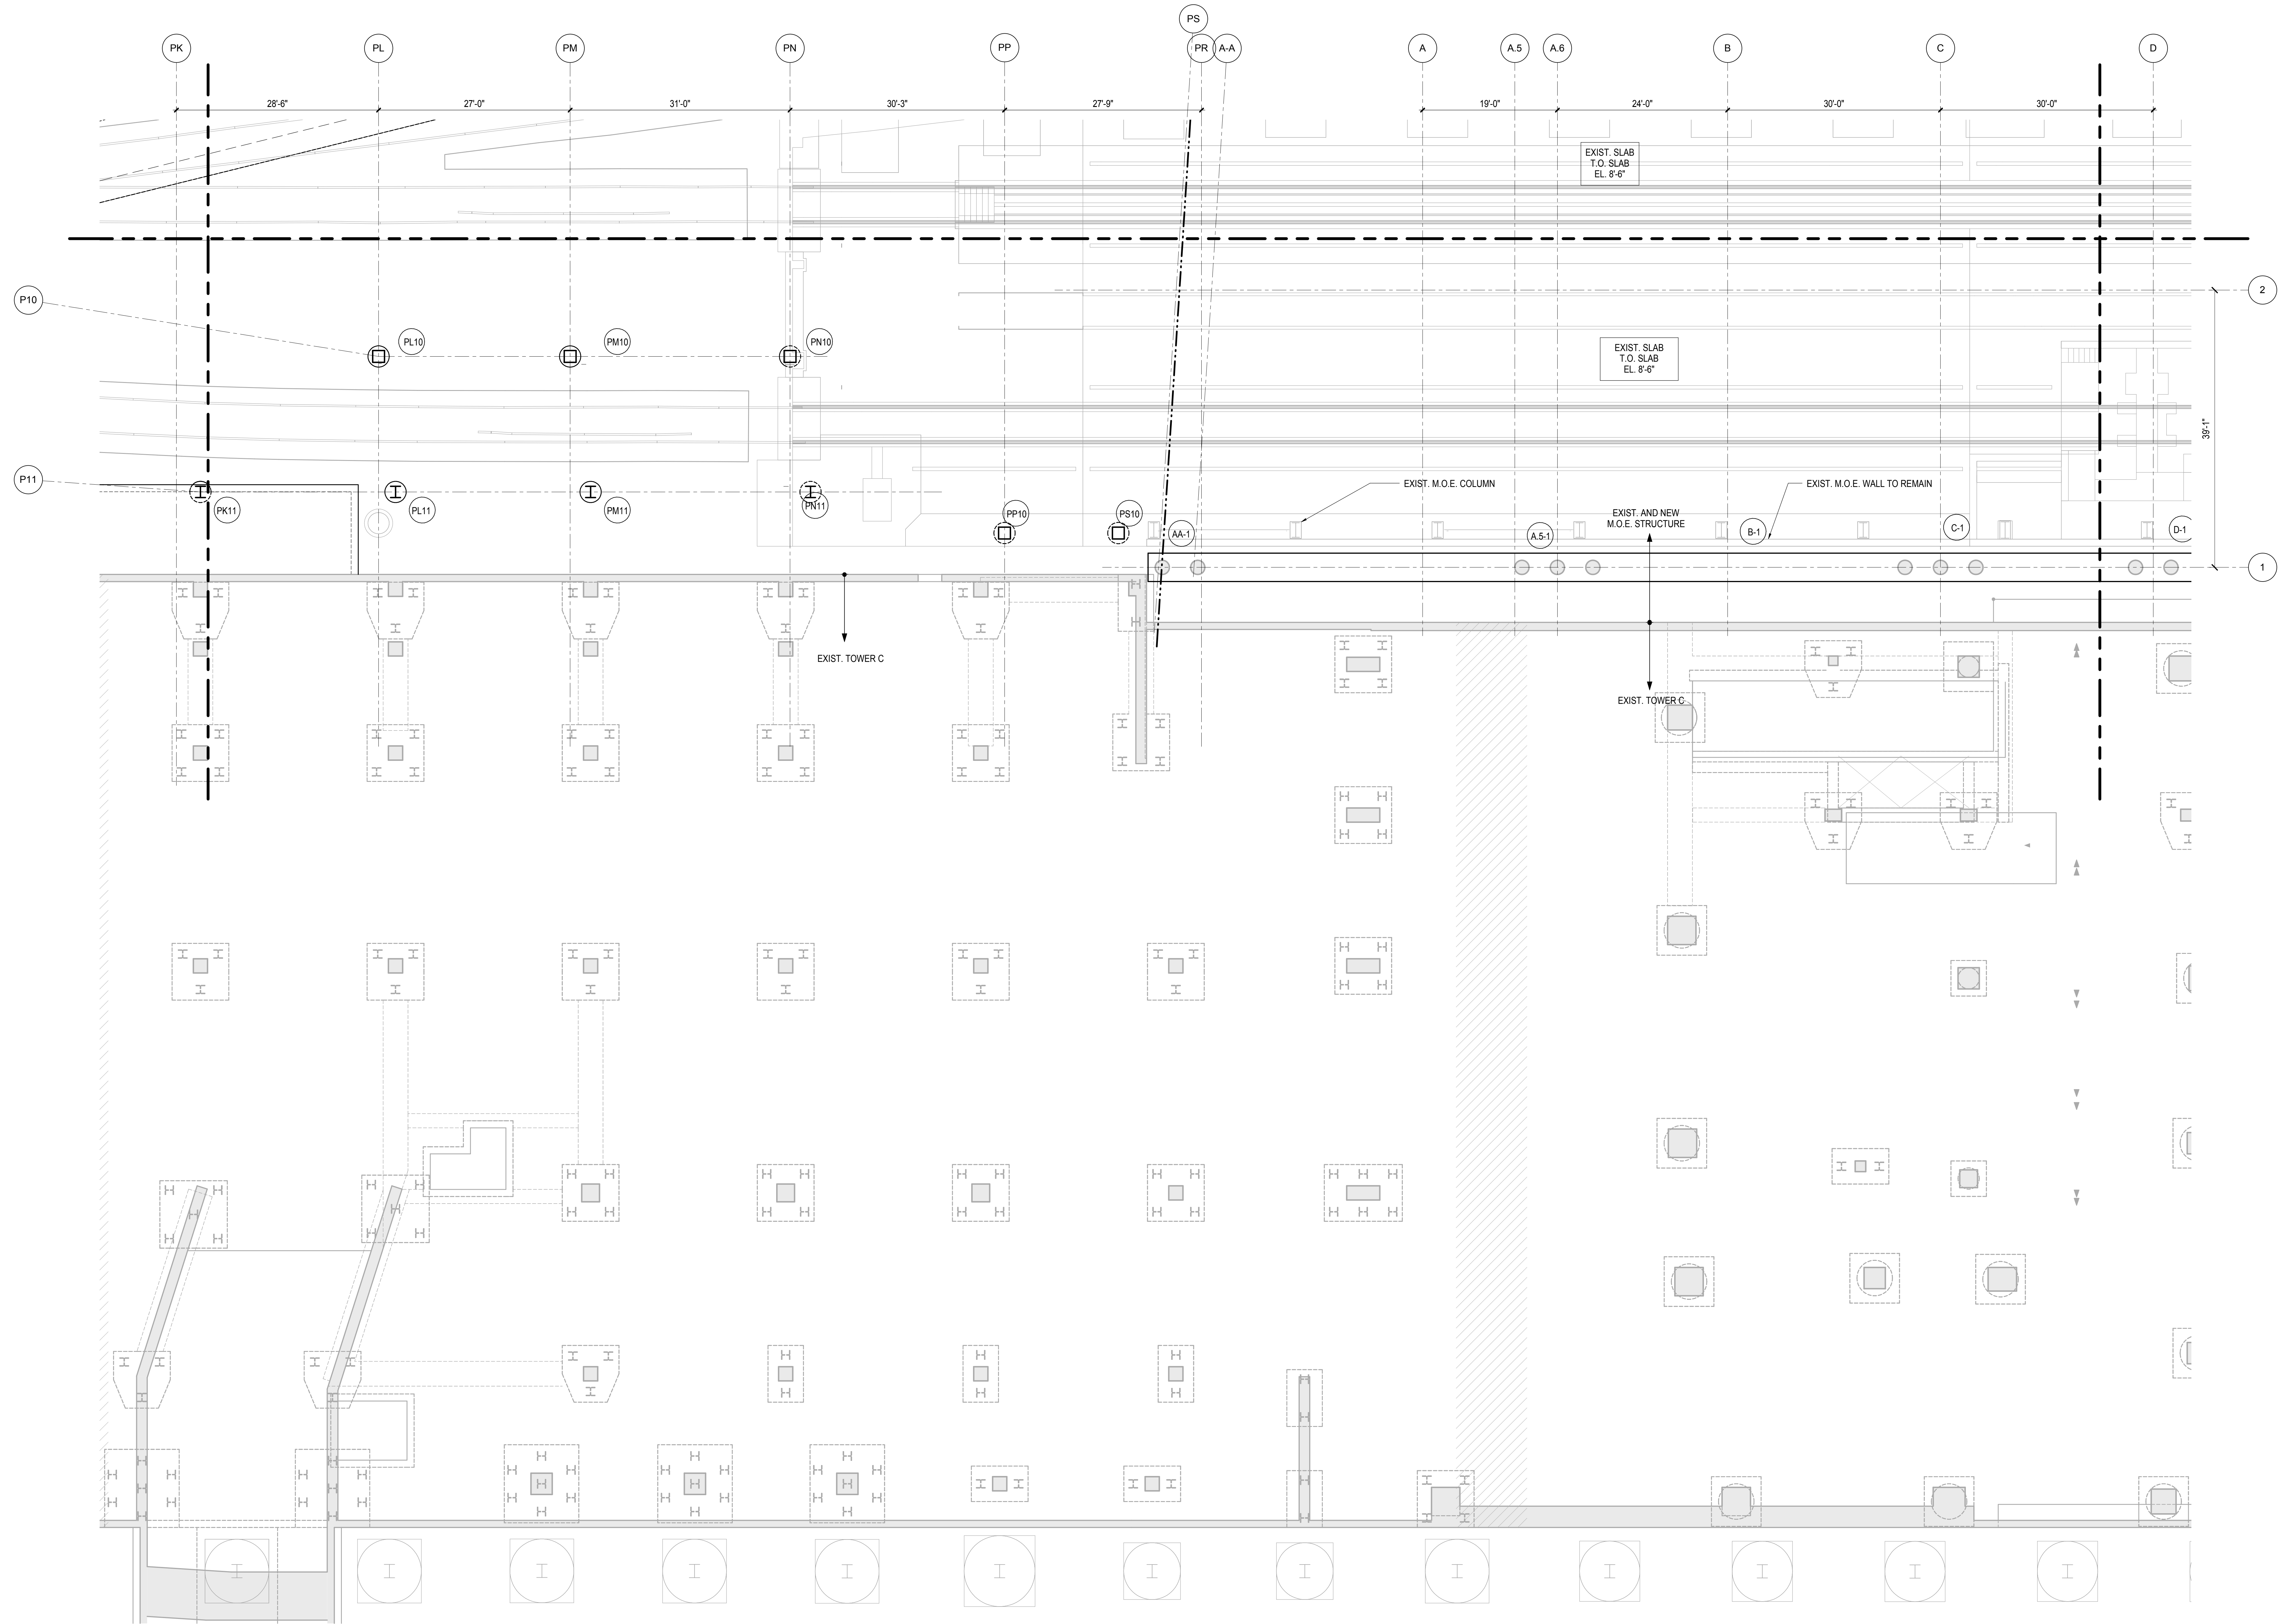 PS
PK
PL
PM
PN
PP
PR
A-A
A
A.5
A.6
B
C
D
28'-6"
27'-0"
31'-0"
30'-3"
27'-9"
19'-0"
24'-0"
30'-0"
30'-0"
EXIST. SLAB
T.O. SLAB
EL. 8'-6"
P10
2
PL10
PM10
PN10
EXIST. SLAB
T.O. SLAB
EL. 8'-6"
39'-1"
P11
EXIST. M.O.E. COLUMN
EXIST. M.O.E. WALL TO REMAIN
PK11
PL11
PM11
PN11
PP10
PS10
EXIST. AND NEW
M.O.E. STRUCTURE
AA-1
A.5-1
B-1
C-1
D-1
1
EXIST. TOWER C
EXIST. TOWER C